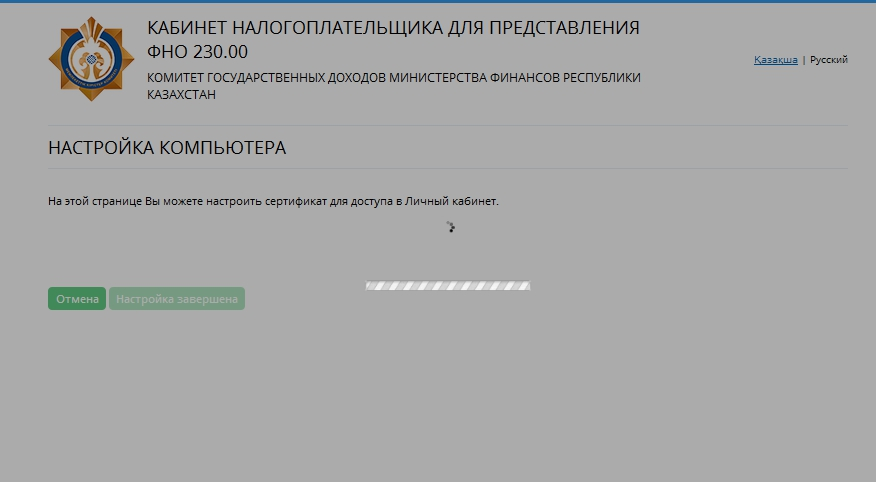 КАБИНЕТ НАЛОГОПЛАТЕЛЬЩИКА ДЛЯ ПРЕДСТАВЛЕНИЯ
ФНО 230.00
КОМИТЕТ ГОСУДАРСТВЕННЫХ ДОХОДОВ МИНИСТЕРСТВА ФИНАНСОВ РЕСПУБЛИКИ
КАЗАХСТАН
Қазақша | Русский
НАСТРОЙКА КОМПЬЮТЕРА
На этой странице Вы можете настроить сертификат для доступа в Личный кабинет.
Отмена Настройка завершена